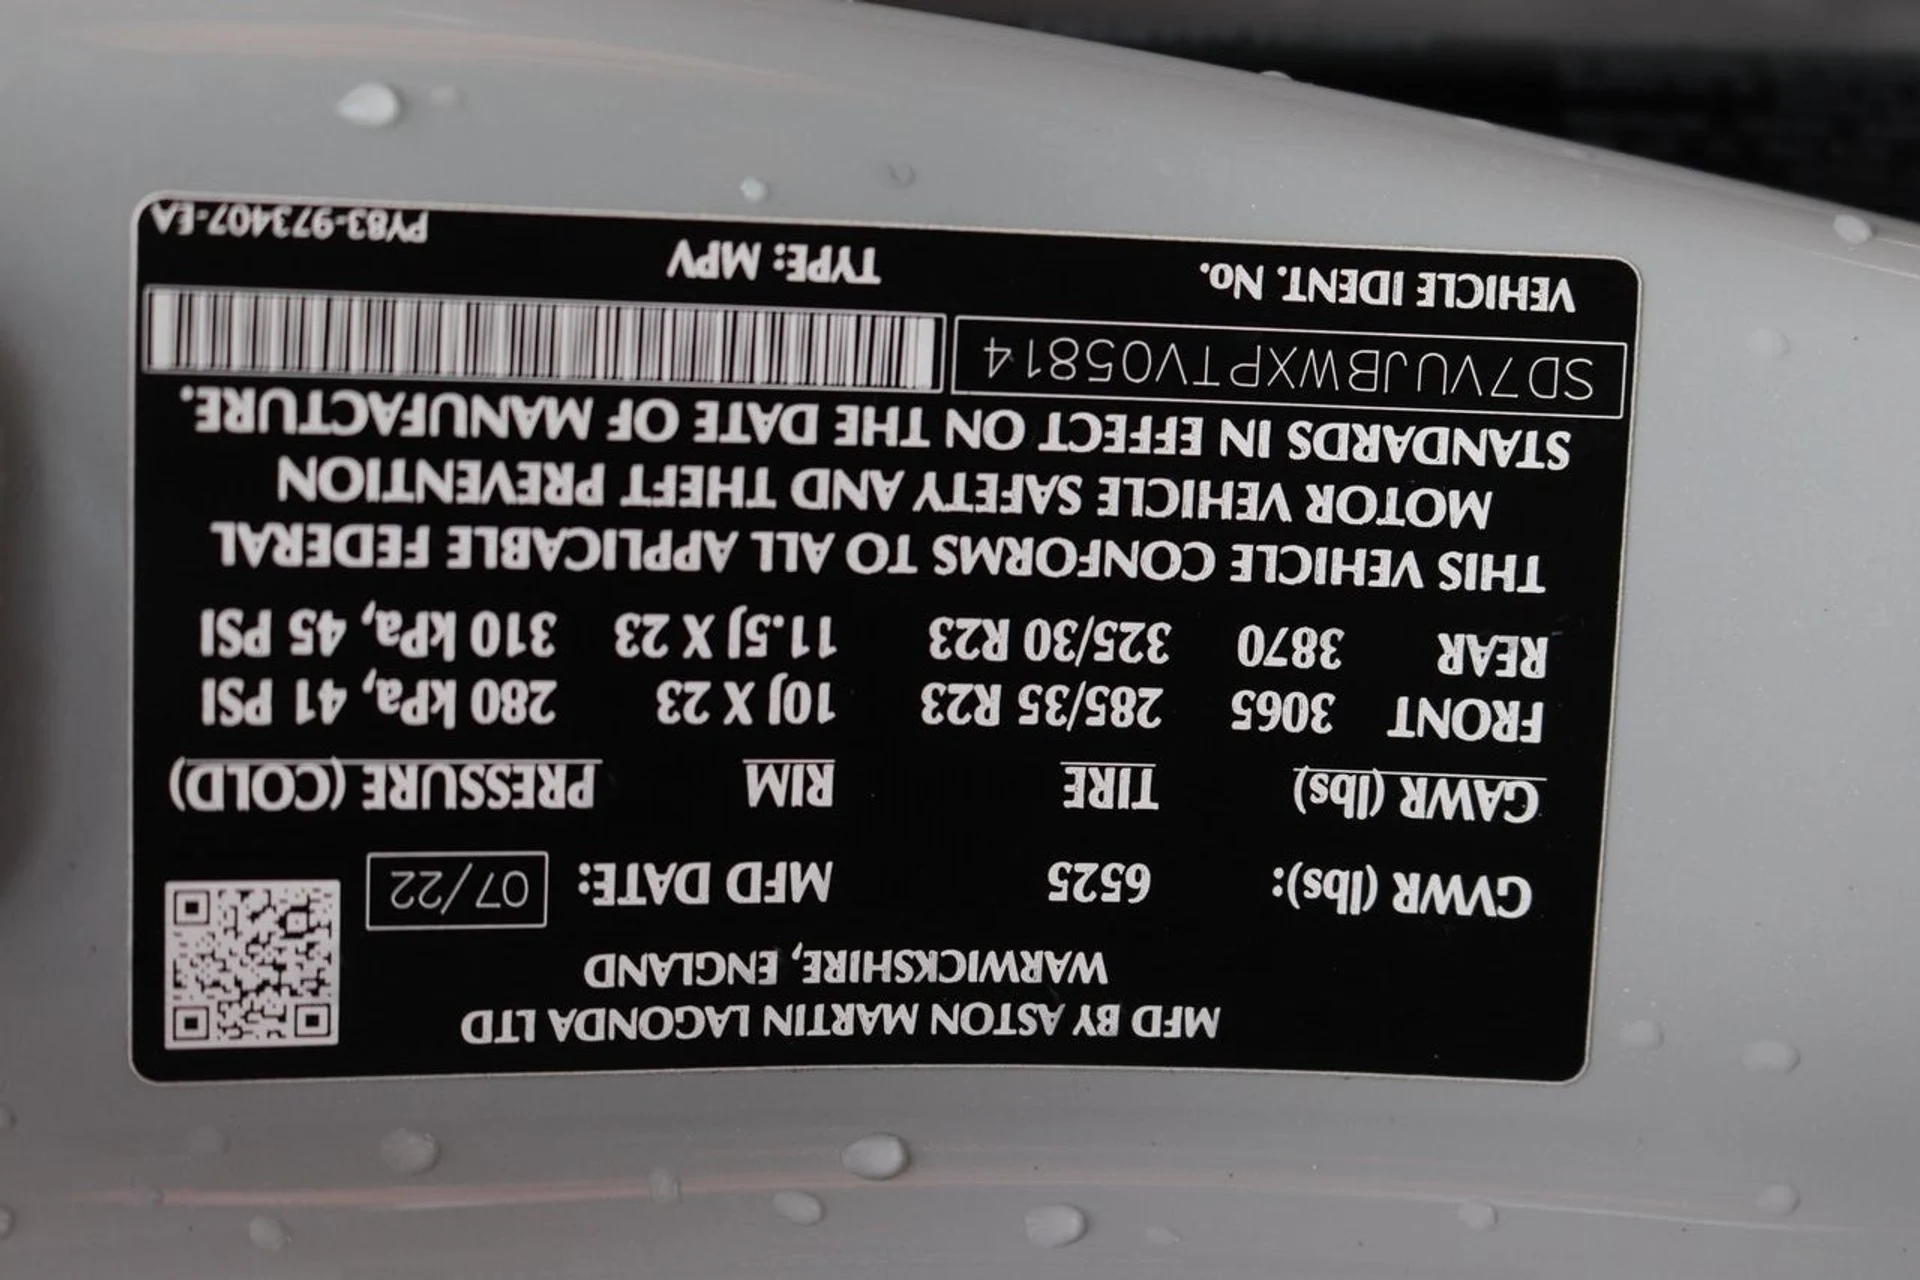 MFD BY ASTON MARTIN LAGONDA LTD
WARWICKSHIRE, ENGLAND
GVWR (lbs): 6525 MFD DATE: 07/22
GAWR (lbs) TIRE RIM PRESSURE (COLD)
FRONT 3065 285/35 R23 10J X 23 280 kPa, 41 PSI
REAR 3870 325/30 R23 11.5J X 23 310 kPa, 45 PSI
THIS VEHICLE CONFORMS TO ALL APPLICABLE FEDERAL
MOTOR VEHICLE SAFETY AND THEFT PREVENTION
STANDARDS IN EFFECT ON THE DATE OF MANUFACTURE.
SD7VUJBWXPTV05814
VEHICLE IDENT. No. TYPE: MPV
PY83-973407-EA